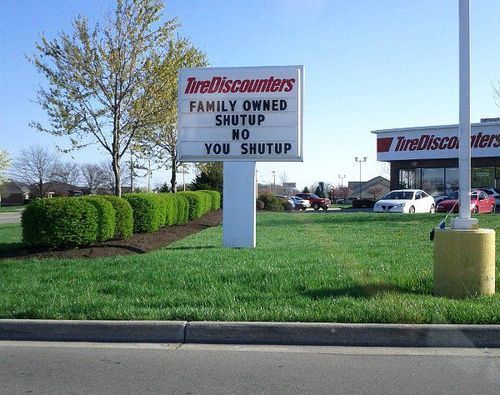 TireDiscounters
FAMILY OWNED
SHUTUP
NO
YOU SHUTUP
TireDiscounters